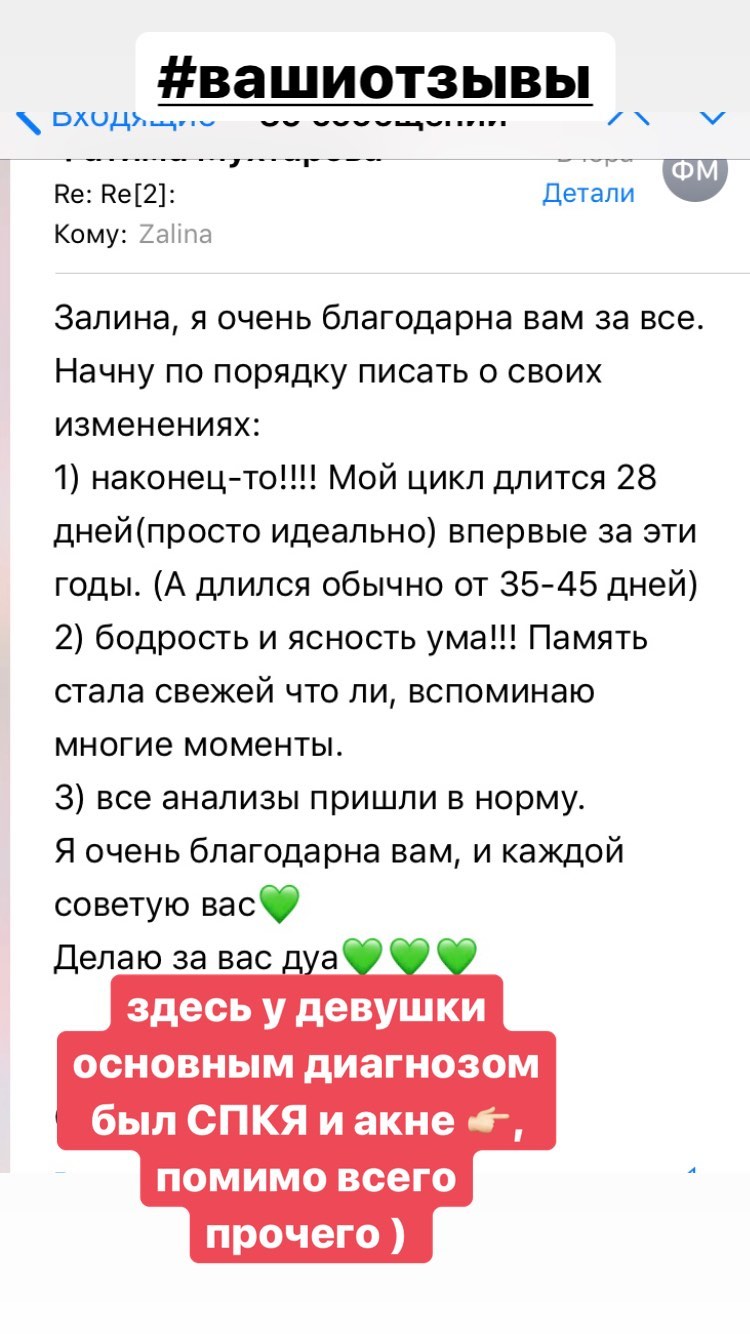 #вашиотзывы
Входящие
Re: Re[2]:
Детали
ФМ
Кому: Zalina
Залина, я очень благодарна вам за все.
Начну по порядку писать о своих
изменениях:
1) наконец-то!!!! Мой цикл длится 28
дней(просто идеально) впервые за эти
годы. (А длился обычно от 35-45 дней)
2) бодрость и ясность ума!!! Память
стала свежей что ли, вспоминаю
многие моменты.
3) все анализы пришли в норму.
Я очень благодарна вам, и каждой
советую вас💚
Делаю за вас дуа💚💚💚
здесь у девушки
основным диагнозом
был СПКЯ и акне 👉🏻,
помимо всего
прочего )